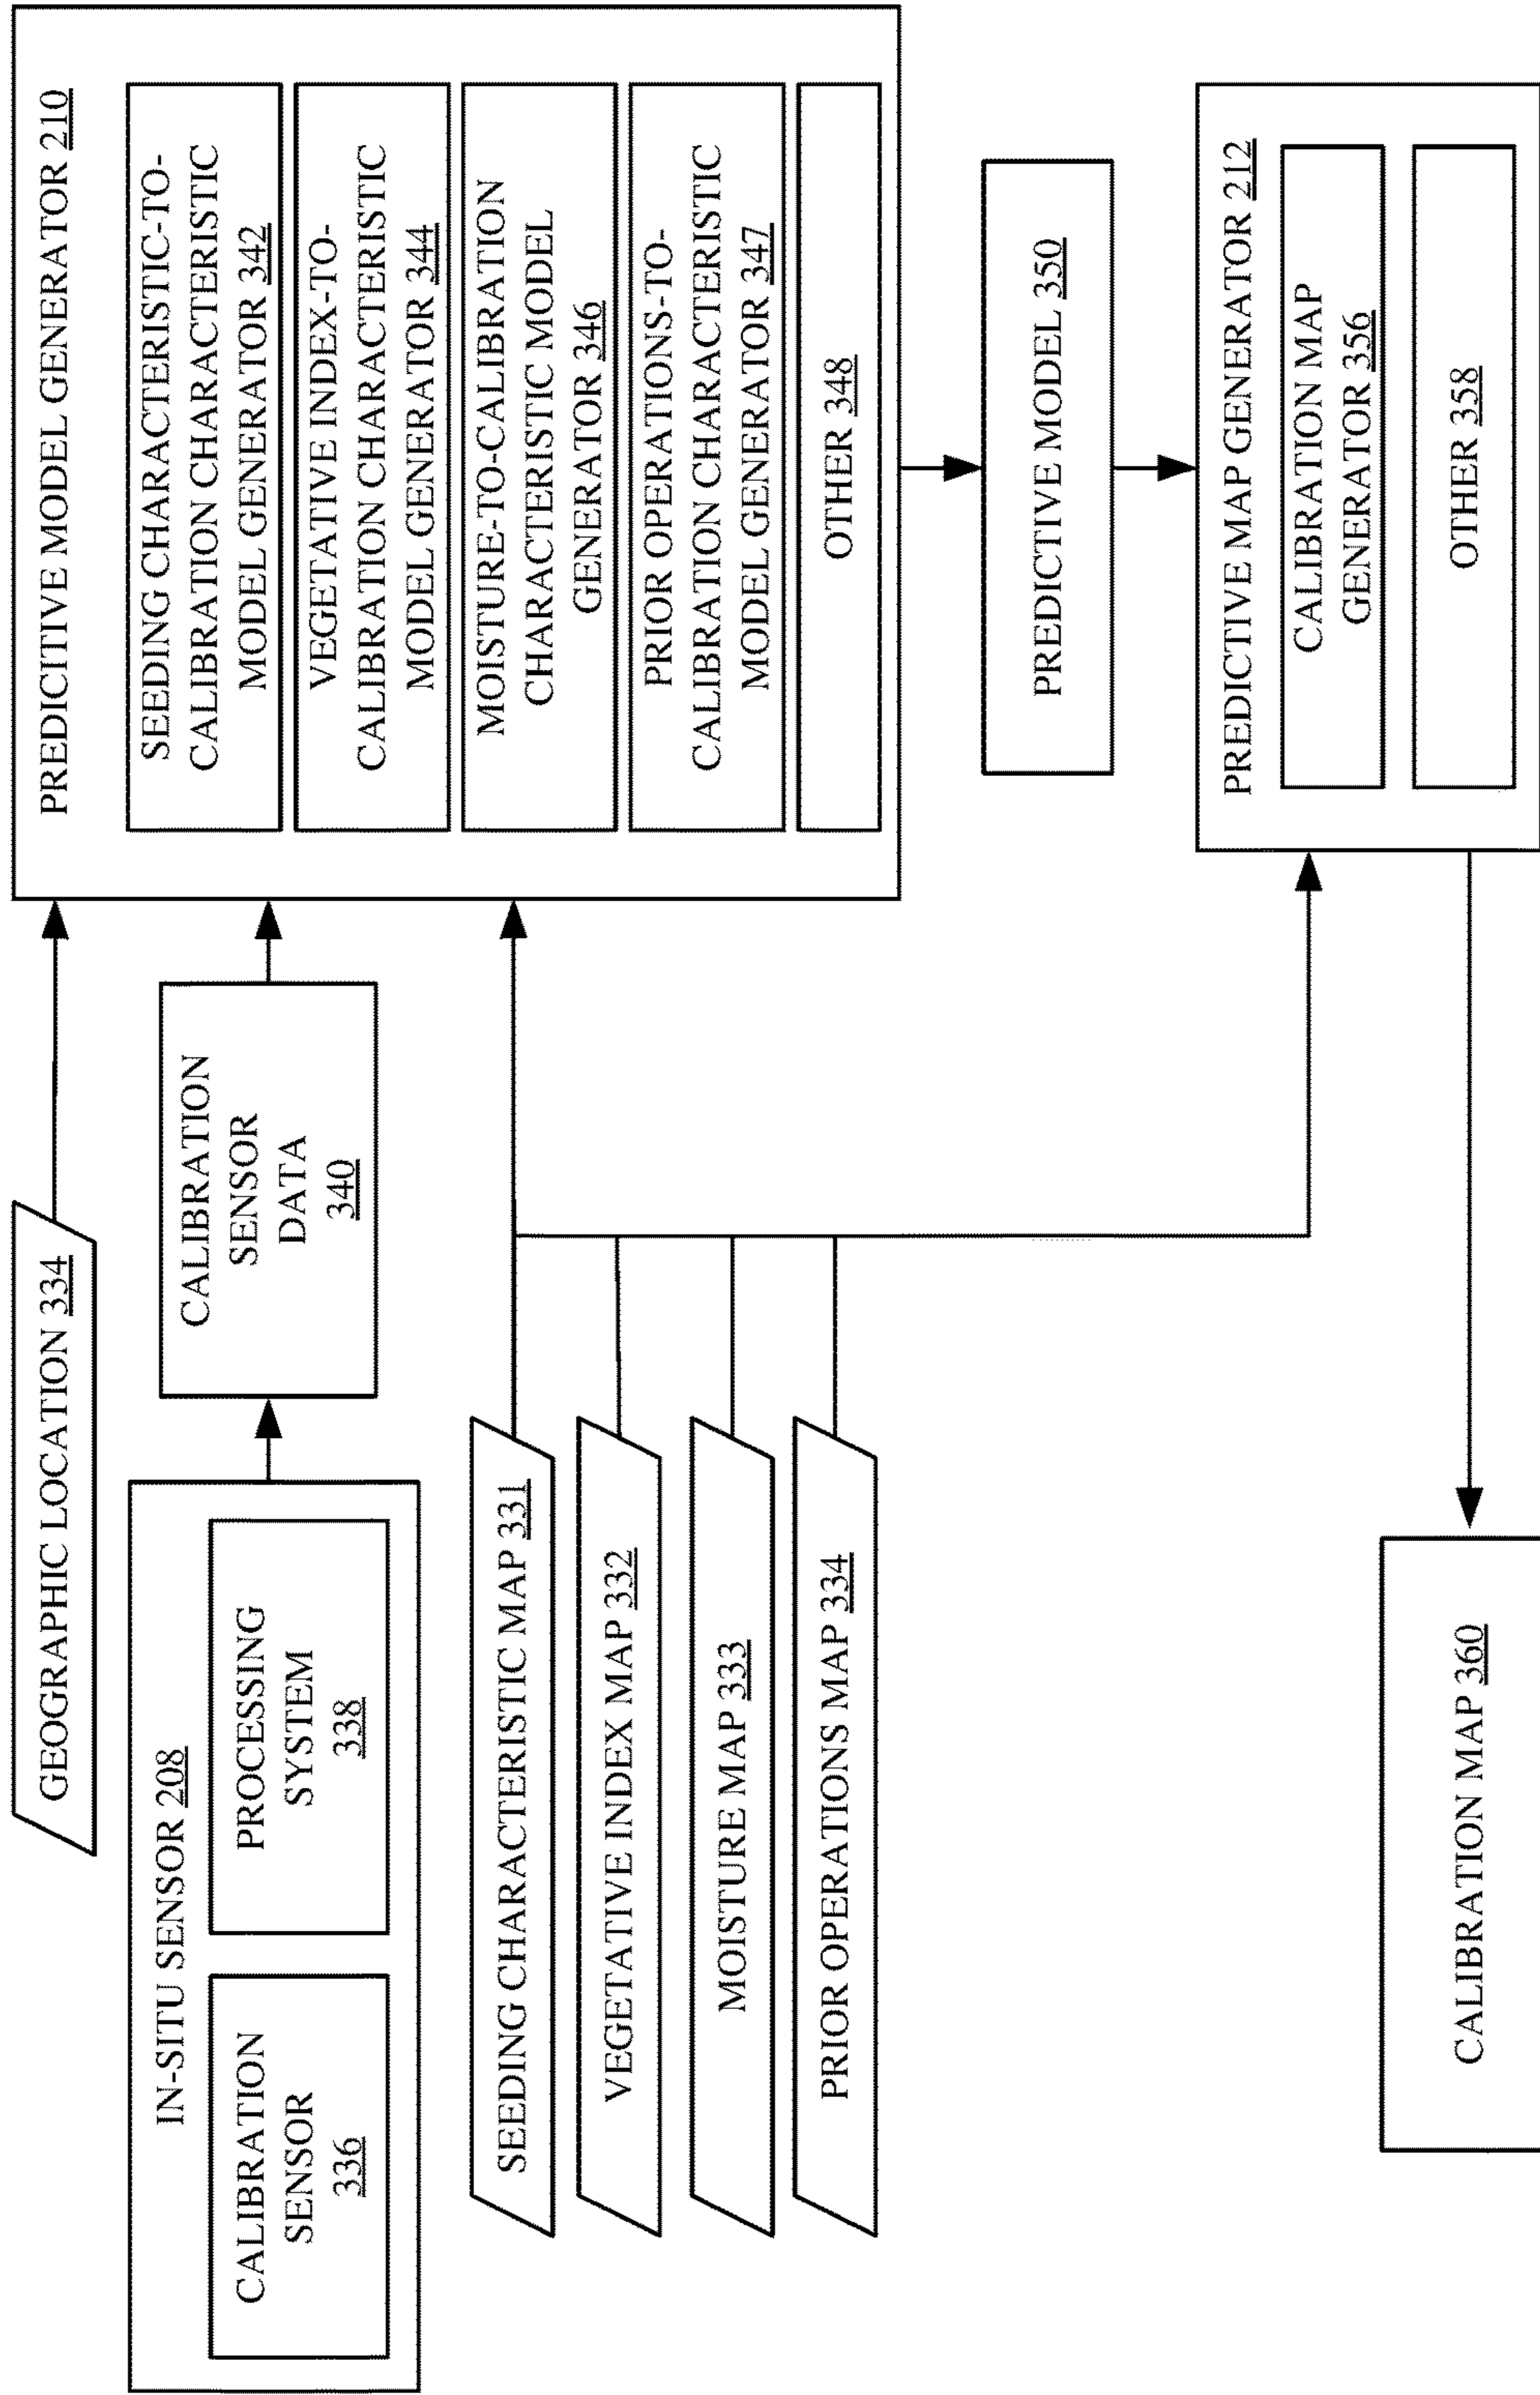 GEOGRAPHIC LOCATION 334
IN-SITU SENSOR 208
CALIBRATION
SENSOR
336
PROCESSING
SYSTEM
338
CALIBRATION
SENSOR
DATA
340
SEEDING CHARACTERISTIC MAP 331
VEGETATIVE INDEX MAP 332
MOISTURE MAP 333
PRIOR OPERATIONS MAP 334
PREDICITIVE MODEL GENERATOR 210
SEEDING CHARACTERISTIC-TO-
CALIBRATION CHARACTERISTIC
MODEL GENERATOR 342
VEGETATIVE INDEX-TO-
CALIBRATION CHARACTERISTIC
MODEL GENERATOR 344
MOISTURE-TO-CALIBRATION
CHARACTERISTIC MODEL
GENERATOR 346
PRIOR OPERATIONS-TO-
CALIBRATION CHARACTERISTIC
MODEL GENERATOR 347
OTHER 348
PREDICTIVE MODEL 350
PREDICTIVE MAP GENERATOR 212
CALIBRATION MAP
GENERATOR 356
OTHER 358
CALIBRATION MAP 360